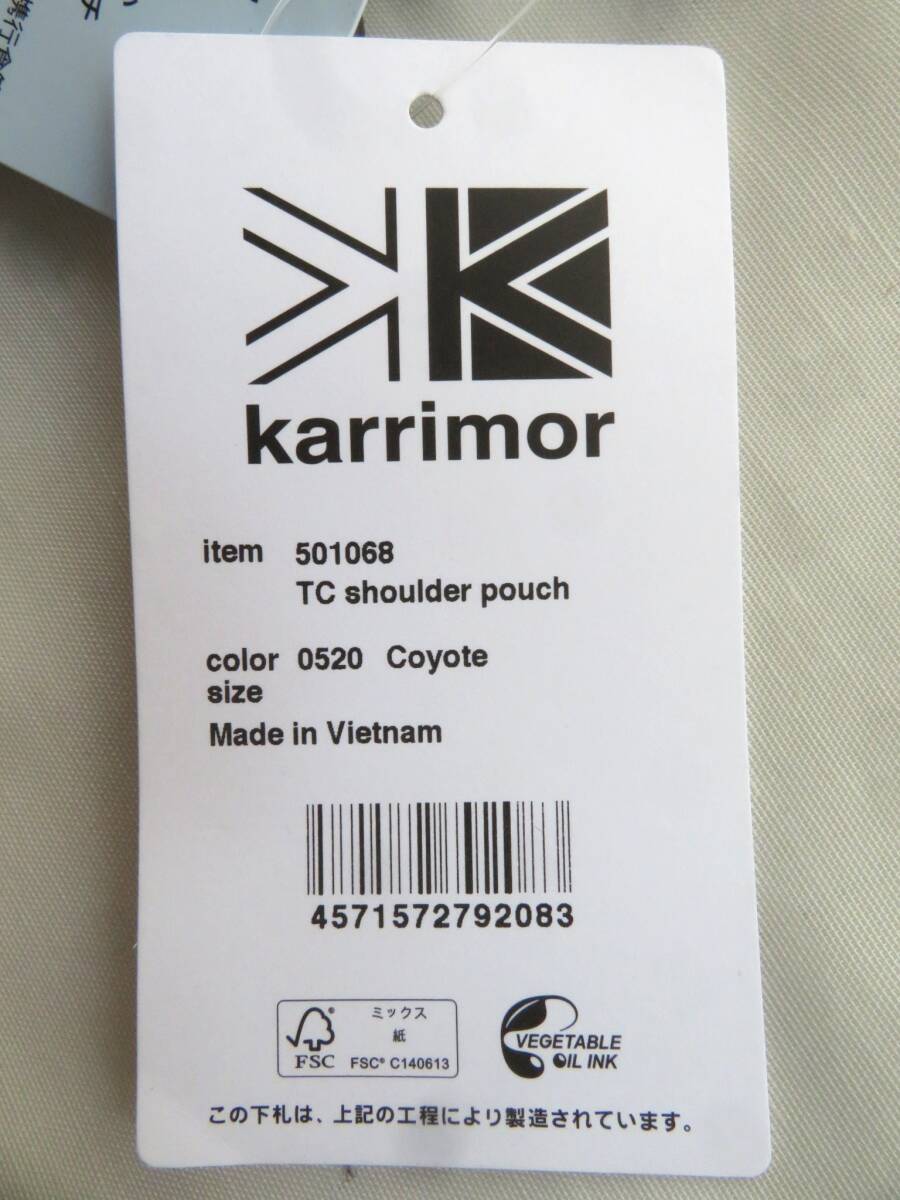 karrimor
item 501068
TC shoulder pouch
color 0520 Coyote
size
Made in Vietnam
4571572792083
ミックス
紙
FSC
FSC® C140613
VEGETABLE
OIL INK
この下札は、上記の工程により製造されています。